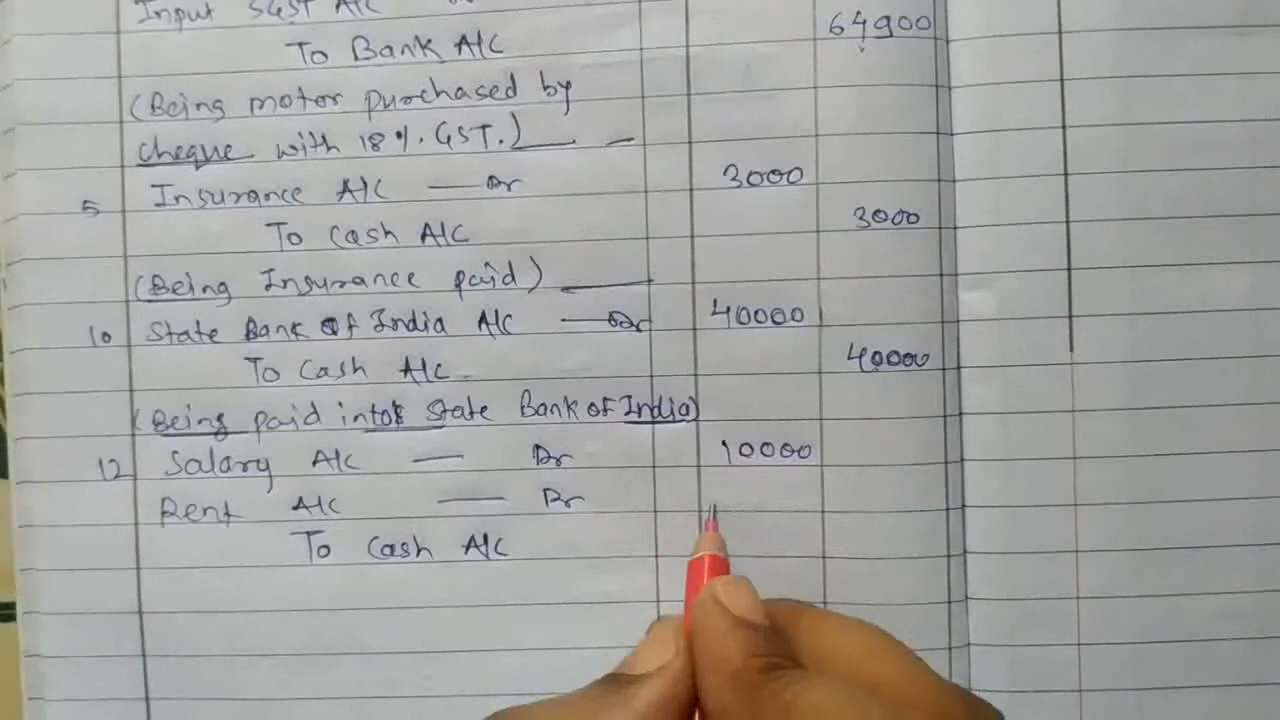 Input SGST A/C
64900
To Bank A/C
(Being motor purchased by
cheque with 18%. GST.)
Insurance A/C — Dr 3000
5
To Cash A/C 3000
(Being Insurance paid)
10 State Bank of India A/C — Dr 40000
To Cash A/C 40000
(Being paid into State Bank of India)
12 Salary A/C — Dr 10000
Rent A/C — Dr
To Cash A/C